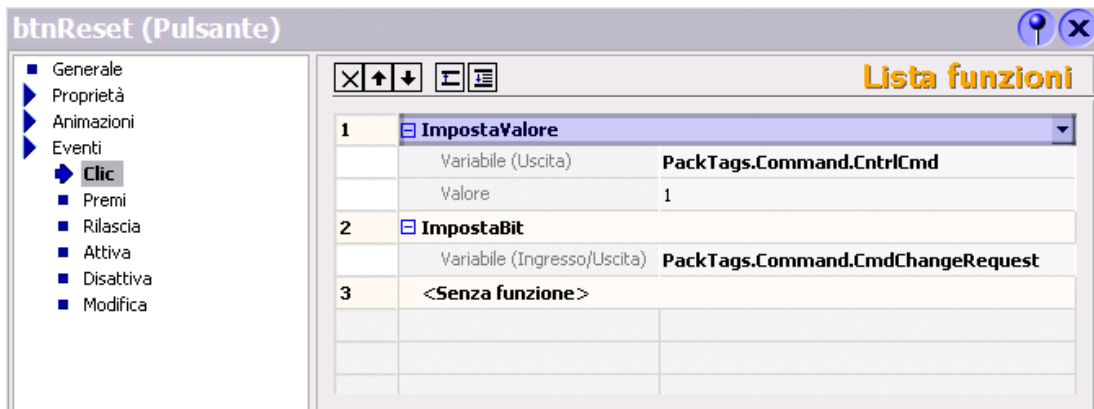 btnReset (Pulsante)
Generale
Proprietà
Animazioni
Eventi
Clic
Premi
Rilascia
Attiva
Disattiva
Modifica
Lista funzioni
1 ImpostaValore
Variabile (Uscita) PackTags.Command.CntrlCmd
Valore 1
2 ImpostaBit
Variabile (Ingresso/Uscita) PackTags.Command.CmdChangeRequest
3 <Senza funzione>